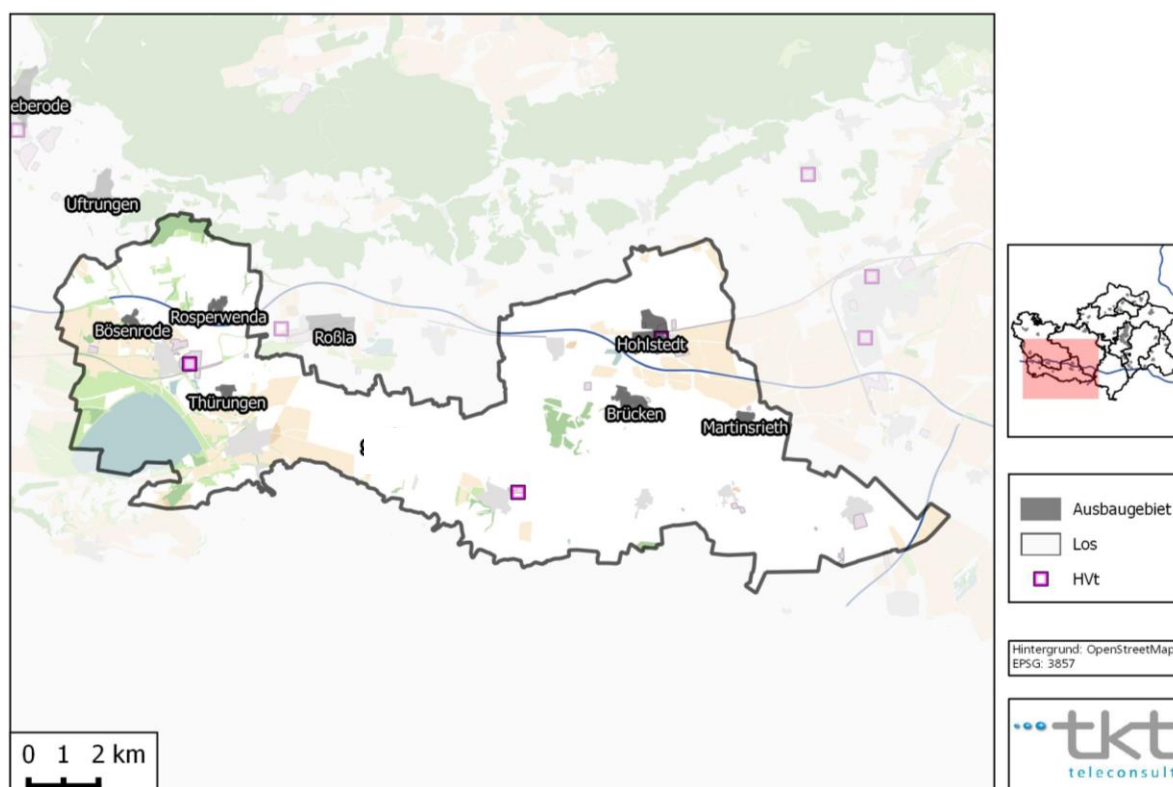 eberode
Uftrungen
Rosperwenda
Bösenrode
Roßla
Hohlstedt
Thürungen
Brücken
Martinsrieth
0 1 2 km
Ausbaugebiet
Los
HVt
Hintergrund: OpenStreetMap
EPSG: 3857
tkt
teleconsult